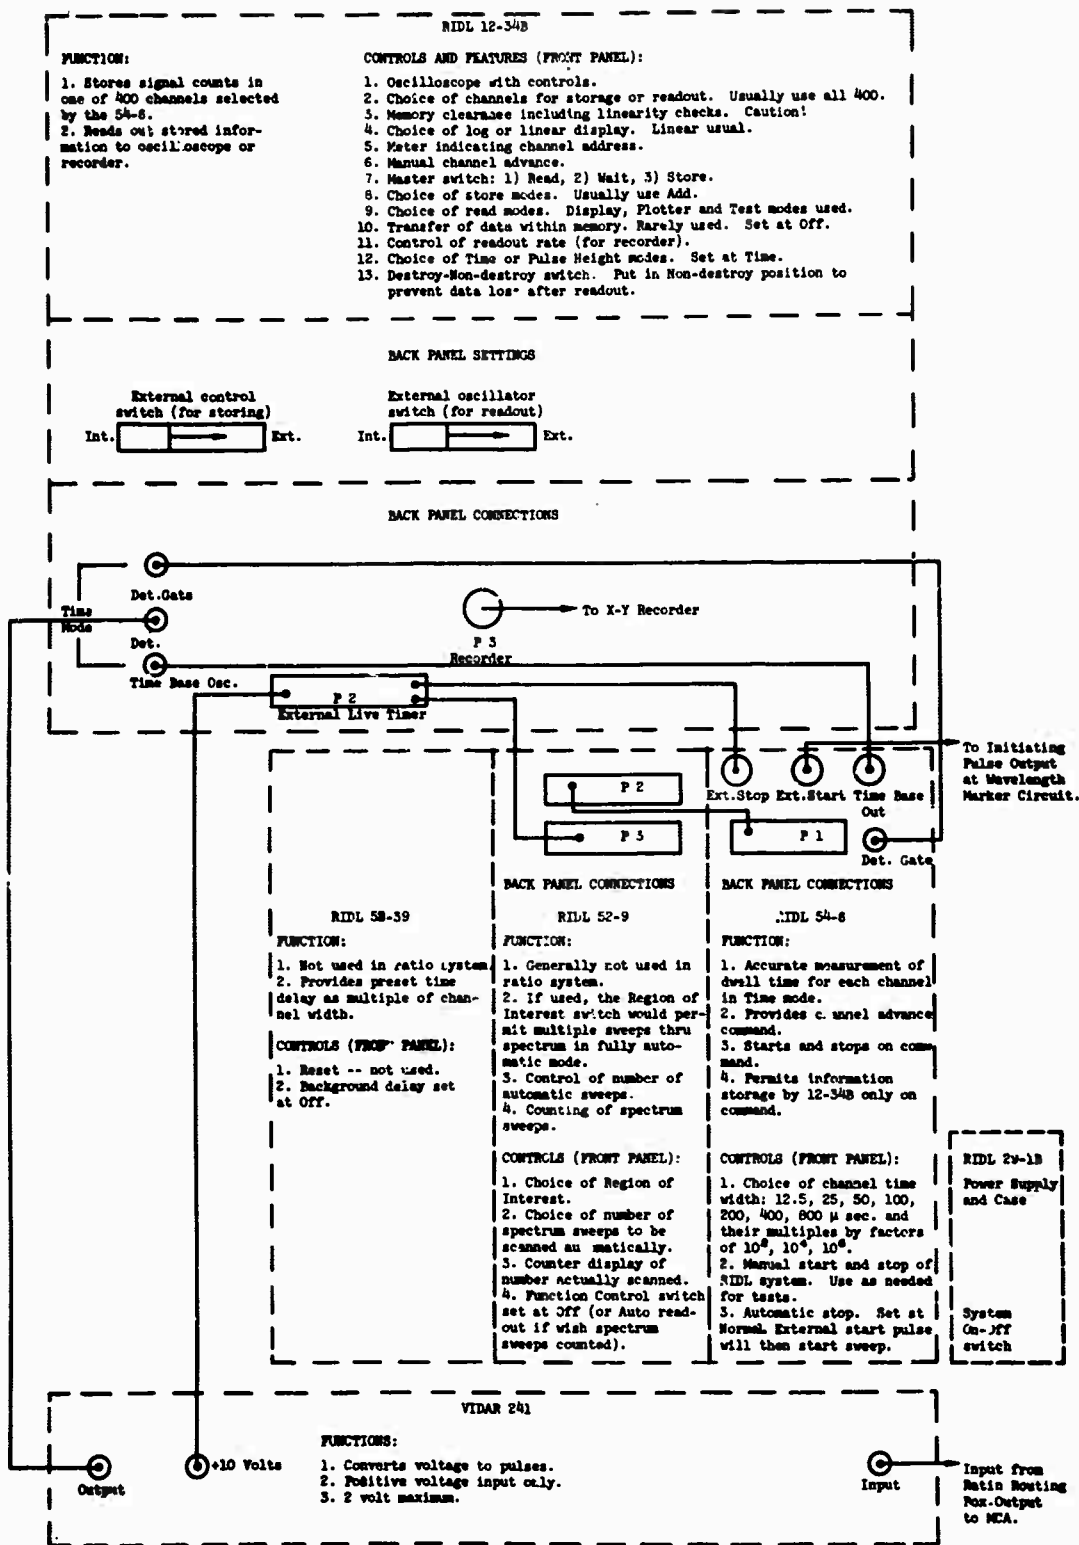 RIDL 12-34B
FUNCTION:
1. Stores signal counts in
one of 400 channels selected
by the 54-8.
2. Reads out stored infor-
mation to oscilloscope or
recorder.
CONTROLS AND FEATURES (FRONT PANEL):
1. Oscilloscope with controls.
2. Choice of channels for storage or readout. Usually use all 400.
3. Memory clearance including linearity checks. Caution!
4. Choice of log or linear display. Linear usual.
5. Meter indicating channel address.
6. Manual channel advance.
7. Master switch: 1) Read, 2) Wait, 3) Store.
8. Choice of store modes. Usually use Add.
9. Choice of read modes. Display, Plotter and Test modes used.
10. Transfer of data within memory. Rarely used. Set at Off.
11. Control of readout rate (for recorder).
12. Choice of Time or Pulse Height modes. Set at Time.
13. Destroy-Non-destroy switch. Put in Non-destroy position to
prevent data loss after readout.
BACK PANEL SETTINGS
External control
switch (for storing)
Int. Ext.
External oscillator
switch (for readout)
Int. Ext.
BACK PANEL CONNECTIONS
Time
Mode
Det.Gate
Det.
Time Base Osc.
P 3
Recorder
To X-Y Recorder
P 2
External Live Timer
To Initiating
Pulse Output
at Wavelength
Marker Circuit.
P 2
P 3
Ext.Stop Ext.Start Time Base
Out
P 1
Det. Gate
RIDL 58-39
FUNCTION:
1. Not used in ratio system.
2. Provides preset time
delay as multiple of chan-
nel width.
CONTROLS (FRONT PANEL):
1. Reset -- not used.
2. Background delay set
at Off.
BACK PANEL CONNECTIONS
RIDL 52-9
FUNCTION:
1. Generally not used in
ratio system.
2. If used, the Region of
Interest switch would per-
mit multiple sweeps thru
spectrum in fully auto-
matic mode.
3. Control of number of
automatic sweeps.
4. Counting of spectrum
sweeps.
CONTROLS (FRONT PANEL):
1. Choice of Region of
Interest.
2. Choice of number of
spectrum sweeps to be
scanned au matically.
3. Counter display of
number actually scanned.
4. Function Control switch
set at Off (or Auto read-
out if wish spectrum
sweeps counted).
BACK PANEL CONNECTIONS
RIDL 54-8
FUNCTION:
1. Accurate measurement of
dwell time for each channel
in Time mode.
2. Provides c annel advance
command.
3. Starts and stops on com-
mand.
4. Permits information
storage by 12-34B only on
command.
CONTROLS (FRONT PANEL):
1. Choice of channel time
width: 12.5, 25, 50, 100,
200, 400, 800 μ sec. and
their multiples by factors
of 10², 10⁴, 10⁶.
2. Manual start and stop of
RIDL system. Use as needed
for tests.
3. Automatic stop. Set at
Normal. External start pulse
will then start sweep.
RIDL 29-1B
Power Supply
and Case
System
On-Off
switch
VIDAR 241
FUNCTIONS:
1. Converts voltage to pulses.
2. Positive voltage input only.
3. 2 volt maximum.
Output
+10 Volts
Input
Input from
Ratio Routing
Box-Output
to MCA.